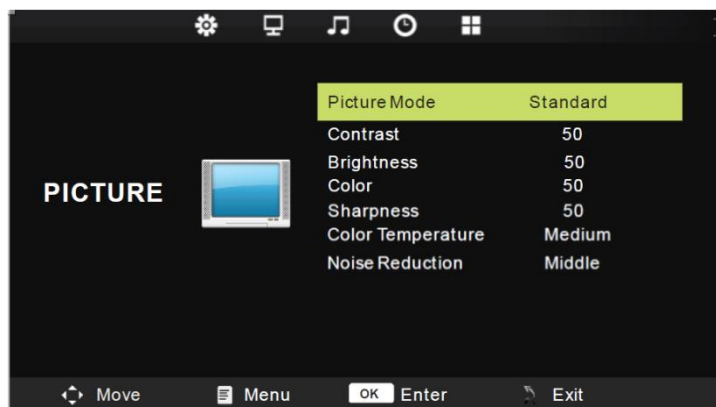 Picture Mode Standard
Contrast 50
Brightness 50
PICTURE
Color 50
Sharpness 50
Color Temperature Medium
Noise Reduction Middle
Move Menu OK Enter Exit